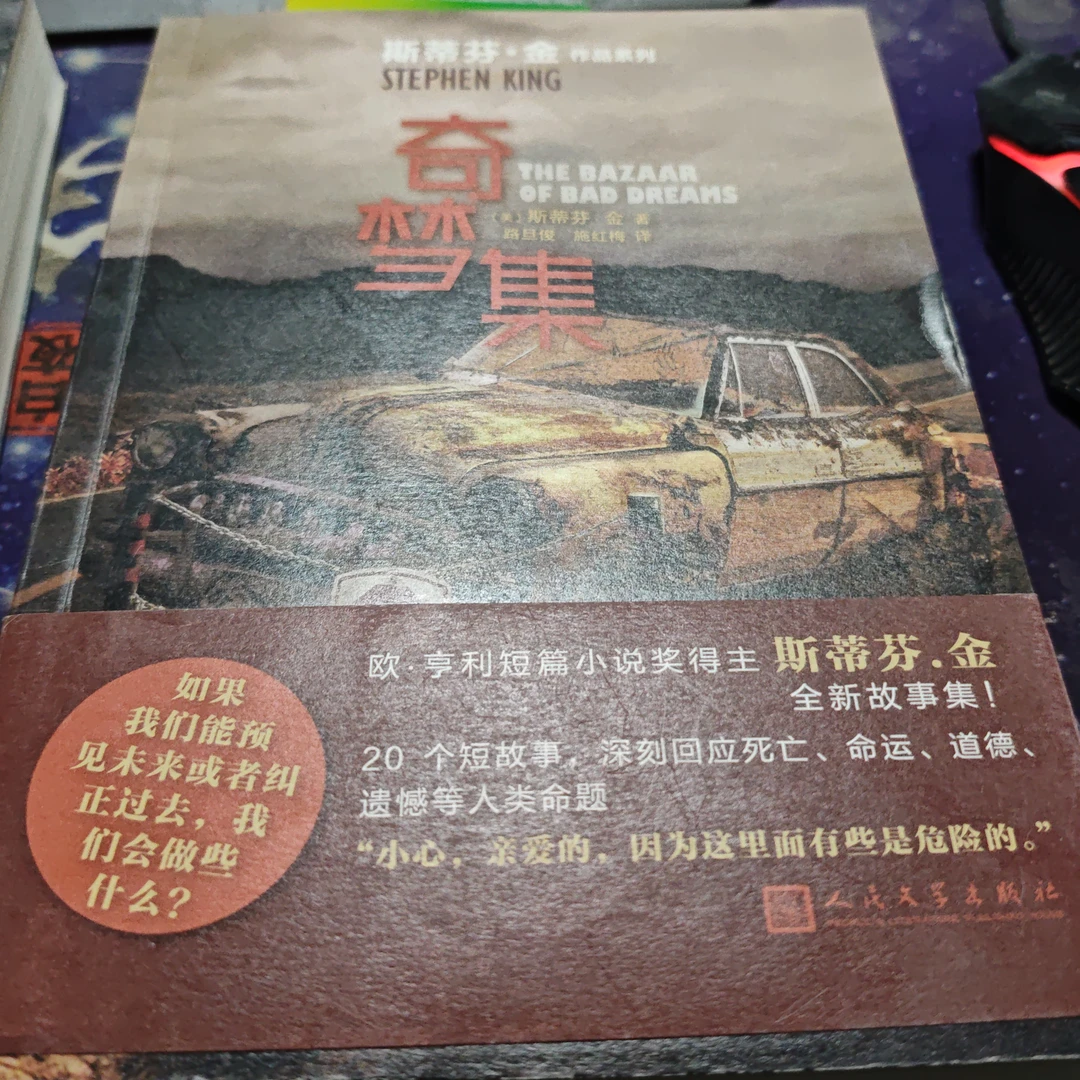 斯蒂芬·金 作品系列
STEPHEN KING
奇
梦
集
THE BAZAAR
OF BAD DREAMS
〔美〕斯蒂芬 金 著
路旦俊 施红梅 译
欧·亨利短篇小说奖得主 斯蒂芬.金
全新故事集！
20 个短故事，深刻回应死亡、命运、道德、
遗憾等人类命题
“小心，亲爱的，因为这里面有些是危险的。”
人民文学出版社
如果
我们能预
见未来或者纠
正过去，我
们会做些
什么？